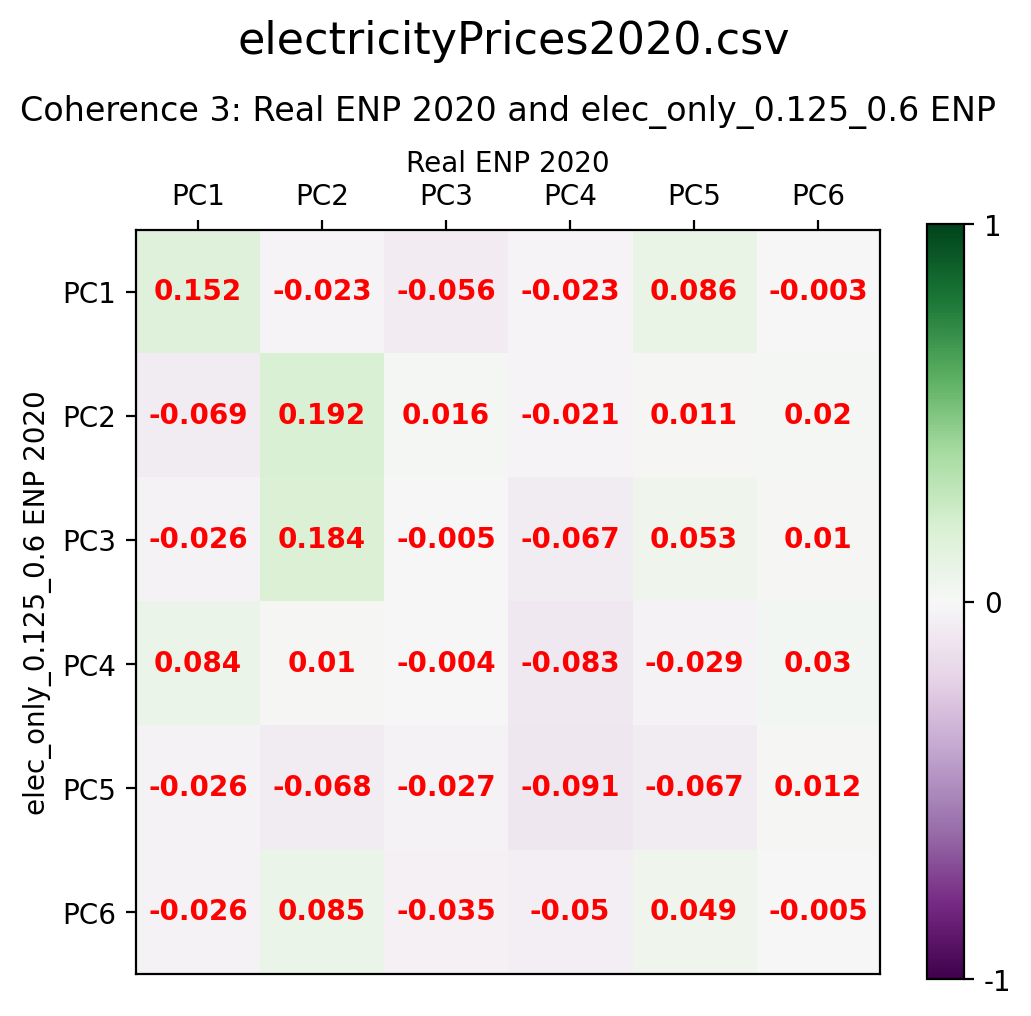 electricityPrices2020.csv
Coherence 3: Real ENP 2020 and elec_only_0.125_0.6 ENP
Real ENP 2020
PC1 PC2 PC3 PC4 PC5 PC6
elec_only_0.125_0.6 ENP 2020
PC1 0.152 -0.023 -0.056 -0.023 0.086 -0.003
PC2 -0.069 0.192 0.016 -0.021 0.011 0.02
PC3 -0.026 0.184 -0.005 -0.067 0.053 0.01
PC4 0.084 0.01 -0.004 -0.083 -0.029 0.03
PC5 -0.026 -0.068 -0.027 -0.091 -0.067 0.012
PC6 -0.026 0.085 -0.035 -0.05 0.049 -0.005
1
0
-1